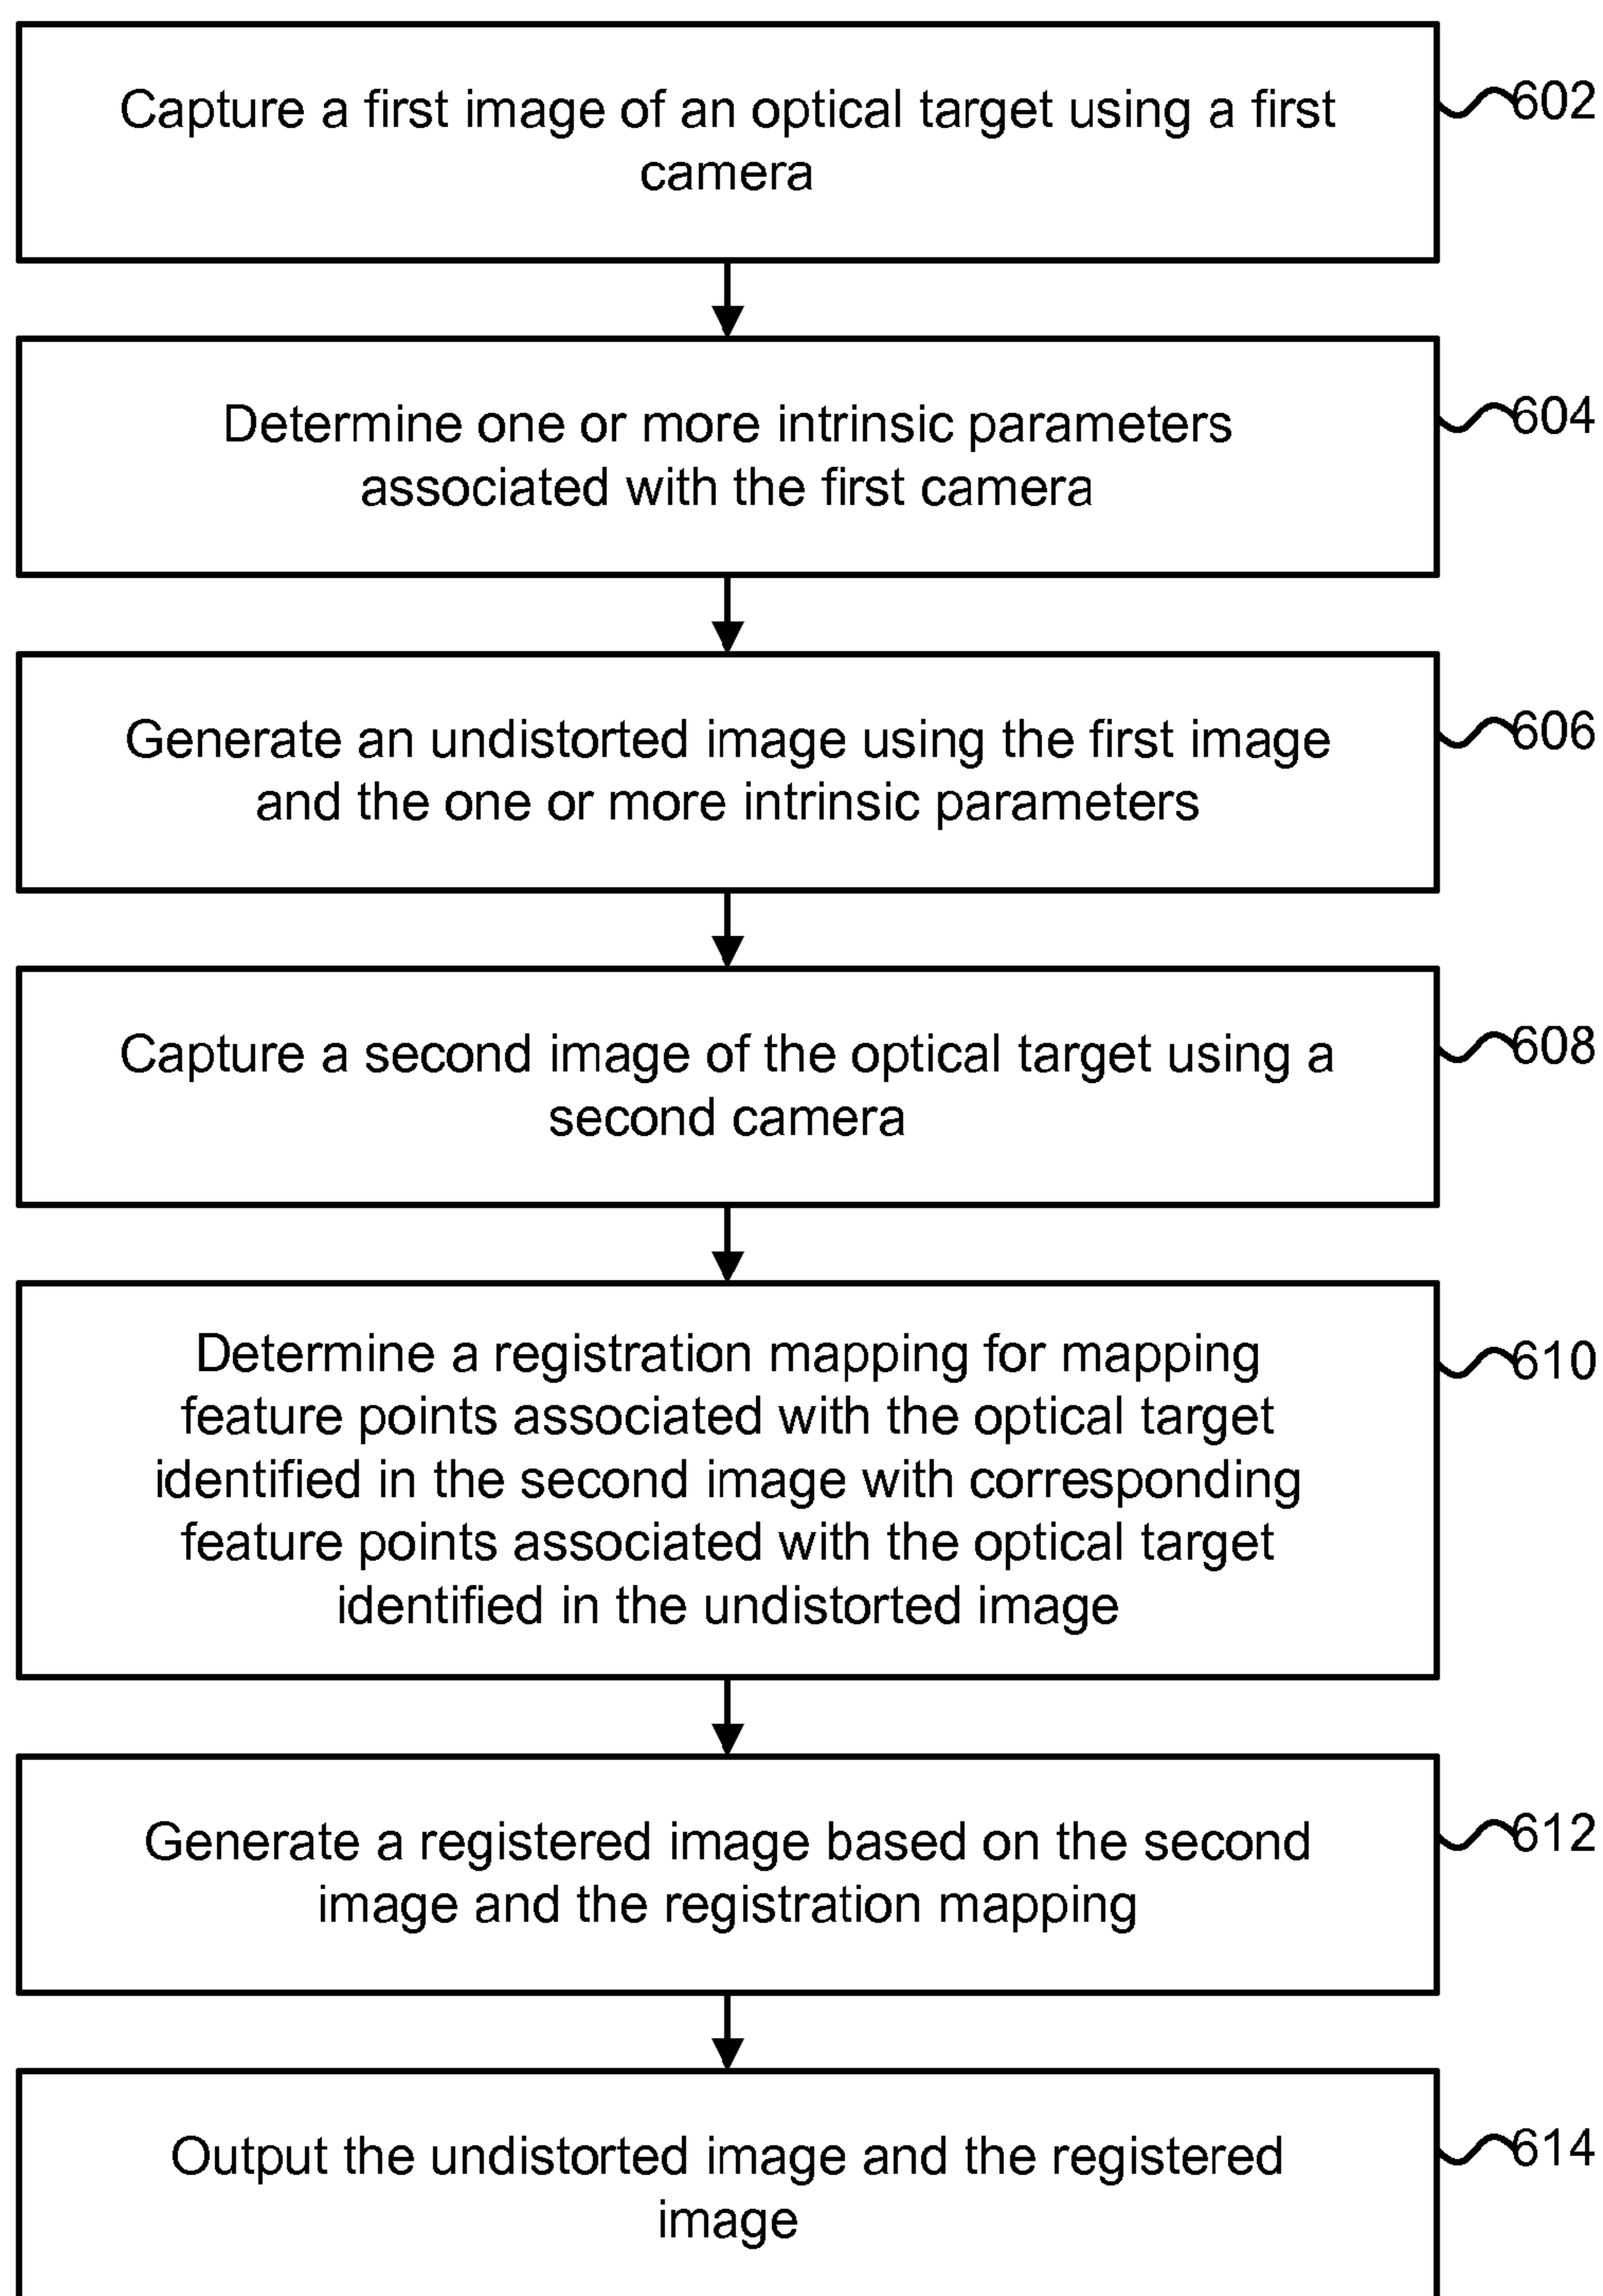 Capture a first image of an optical target using a first
camera
602
Determine one or more intrinsic parameters
associated with the first camera
604
Generate an undistorted image using the first image
and the one or more intrinsic parameters
606
Capture a second image of the optical target using a
second camera
608
Determine a registration mapping for mapping
feature points associated with the optical target
identified in the second image with corresponding
feature points associated with the optical target
identified in the undistorted image
610
Generate a registered image based on the second
image and the registration mapping
612
Output the undistorted image and the registered
image
614